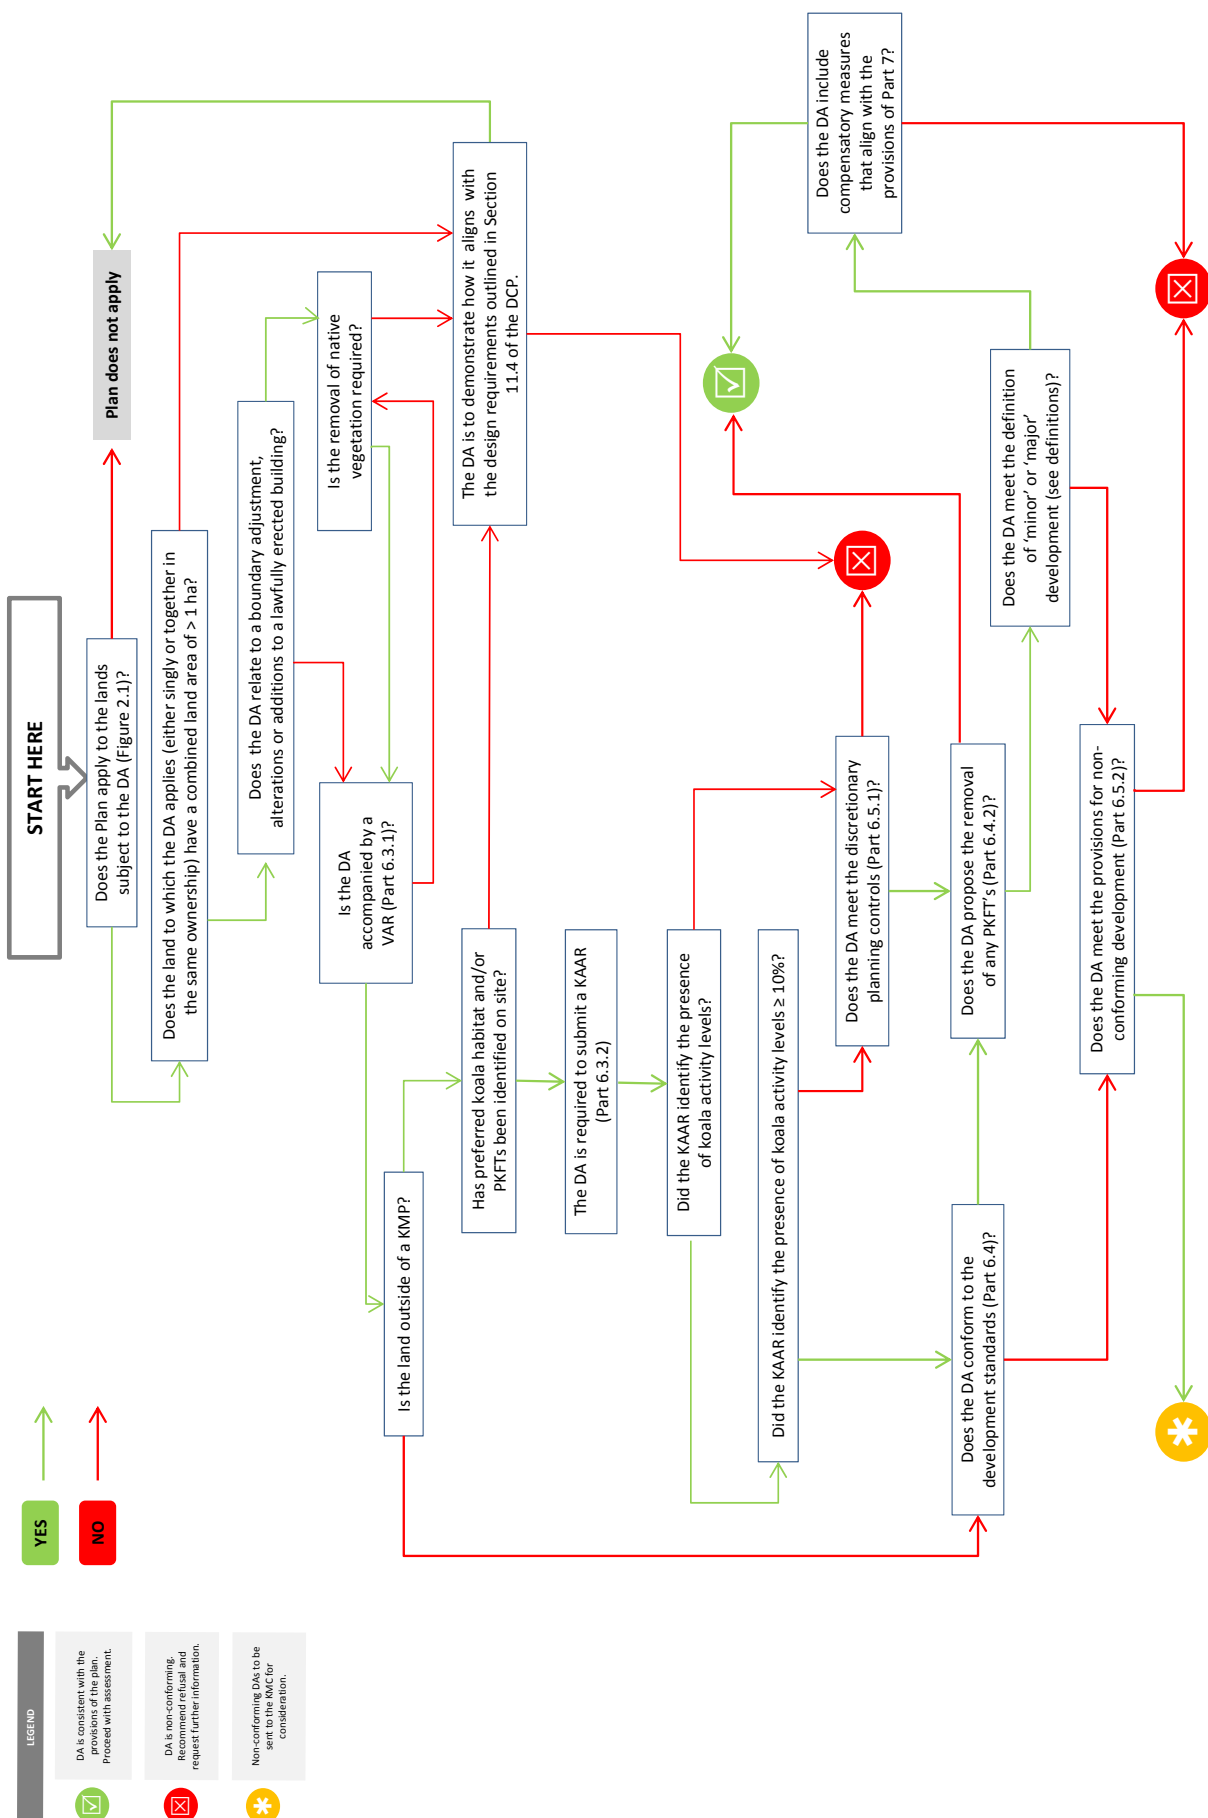 START HERE
Does the Plan apply to the lands
subject to the DA (Figure 2.1)?
Plan does not apply
Does the land to which the DA applies (either singly or together in
the same ownership) have a combined land area of > 1 ha?
Does  the DA relate to a boundary adjustment,
alterations or additions to a lawfully erected building?
Is the removal of native
vegetation required?
Is the DA
accompanied by a
VAR (Part 6.3.1)?
The DA is to demonstrate how it aligns  with
the design requirements outlined in Section
11.4 of the DCP.
Is the land outside of a KMP?
Has preferred koala habitat and/or
PKFTs been identified on site?
The DA is required to submit a KAAR
(Part 6.3.2)
Did the KAAR identify the presence
of koala activity levels?
Did the KAAR identify the presence of koala activity levels ≥ 10%?
Does the DA meet the discretionary
planning controls (Part 6.5.1)?
Does the DA conform to the
development standards (Part 6.4)?
Does the DA propose the removal
of any PKFT's (Part 6.4.2)?
Does the DA meet the definition
of 'minor' or 'major'
development (see definitions)?
Does the DA include
compensatory measures
that align with the
provisions of Part 7?
Does the DA meet the provisions for non-
conforming development (Part 6.5.2)?
YES
NO
LEGEND
DA is consistent with the
provisions of the plan.
Proceed with assessment.
DA is non-conforming.
Recommend refusal and
request further information.
Non-conforming DAs to be
sent to the KMC for
consideration.